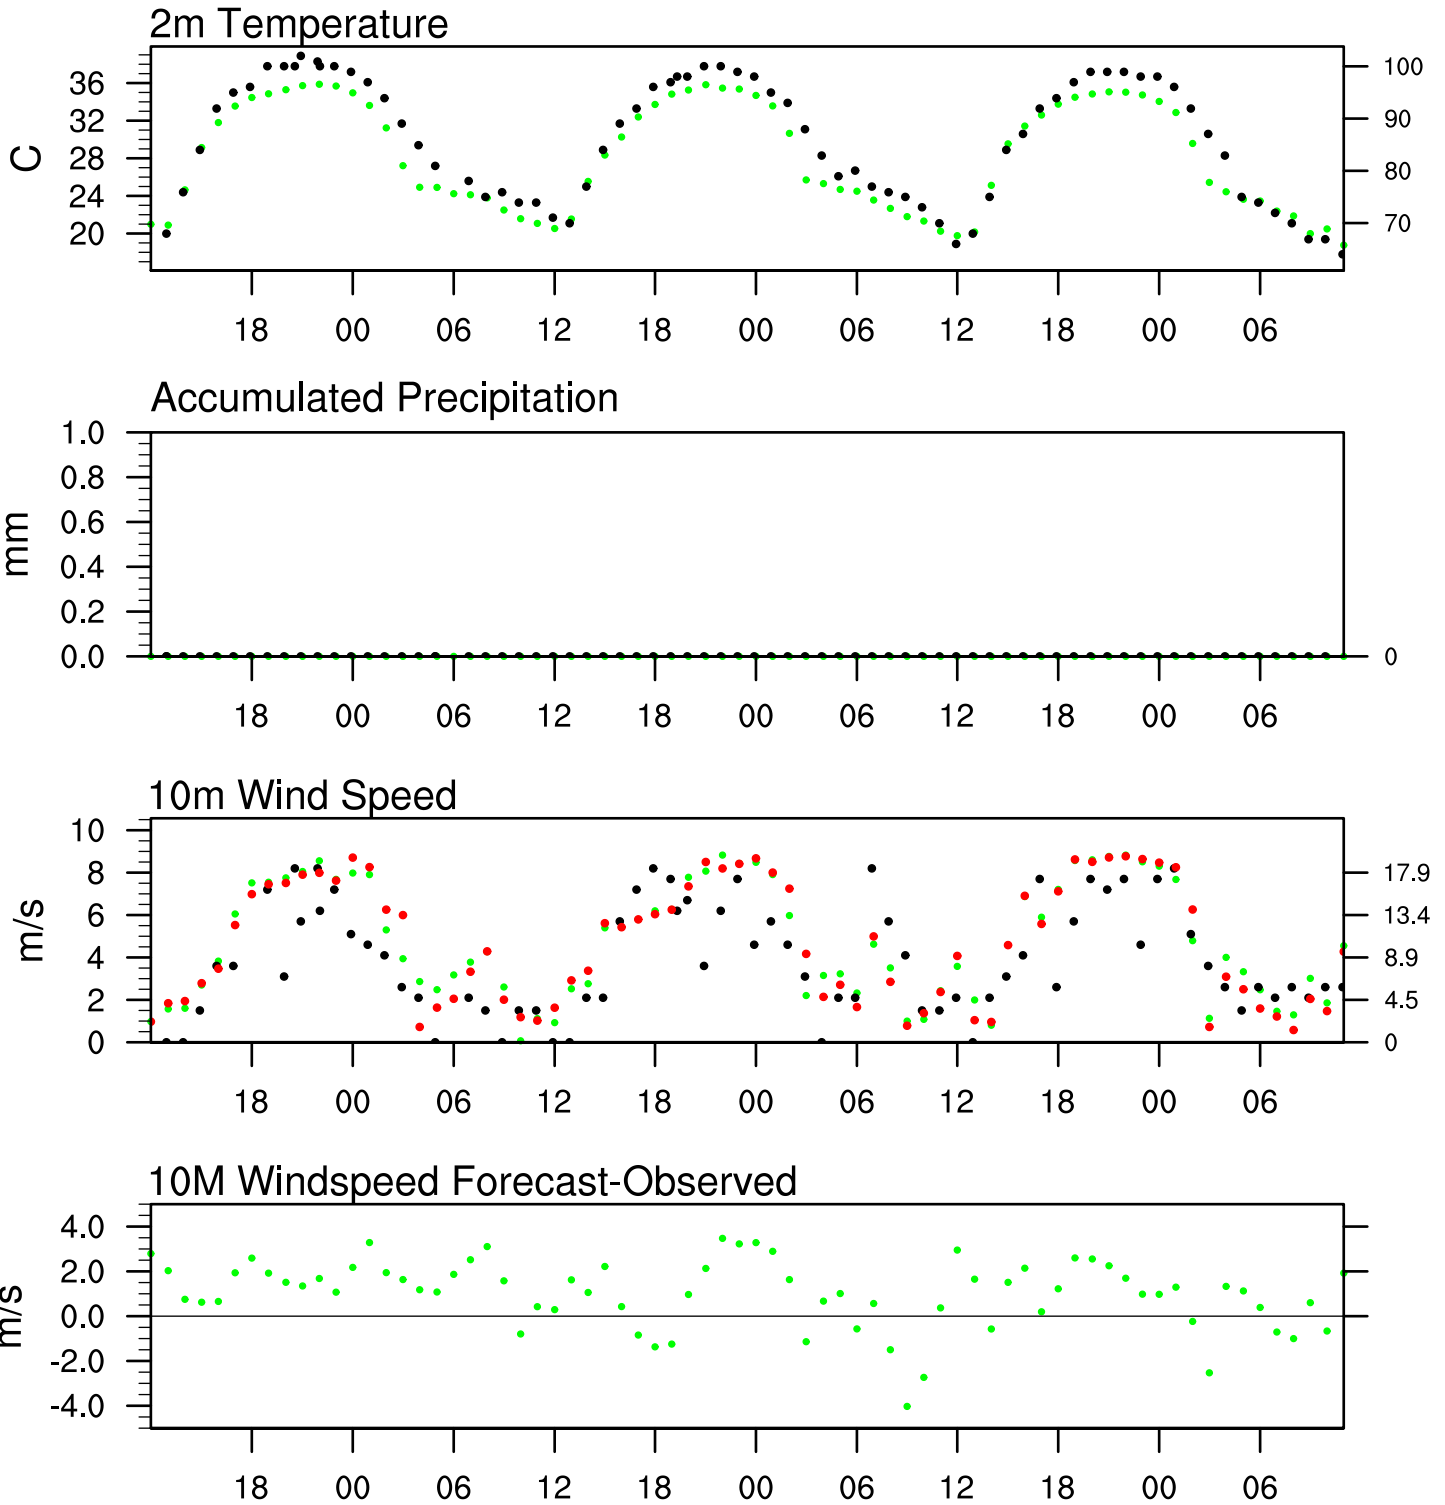 2m Temperature
36
32
28
24
20
C
100
90
80
70
18 00 06 12 18 00 06 12 18 00 06
Accumulated Precipitation
1.0
0.8
0.6
0.4
0.2
0.0
mm
0
18 00 06 12 18 00 06 12 18 00 06
10m Wind Speed
10
8
6
4
2
0
m/s
17.9
13.4
8.9
4.5
0
18 00 06 12 18 00 06 12 18 00 06
10M Windspeed Forecast-Observed
4.0
2.0
0.0
-2.0
-4.0
m/s
18 00 06 12 18 00 06 12 18 00 06